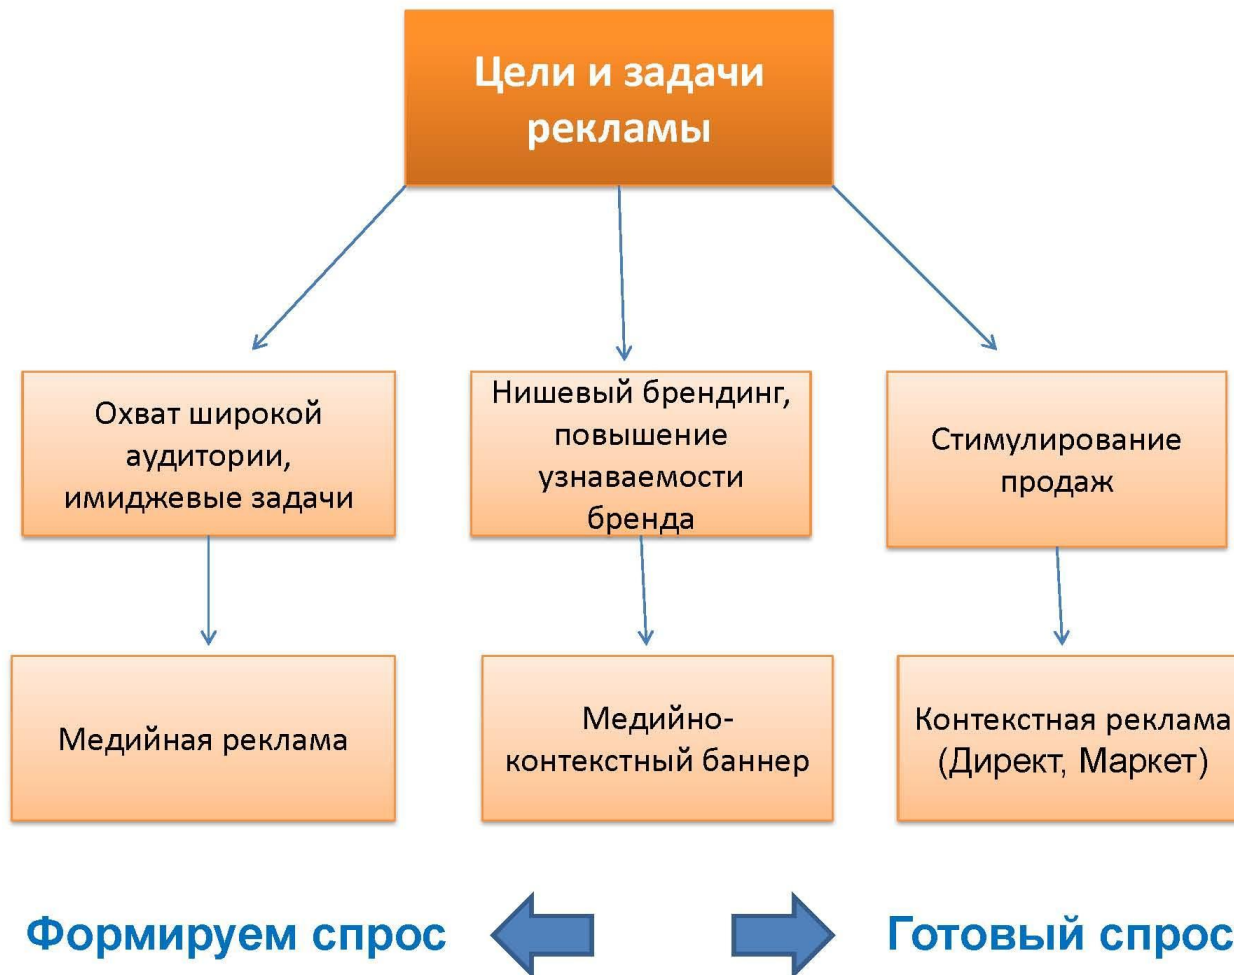 Цели и задачи
рекламы
Охват широкой
аудитории,
имиджевые задачи
Нишевый брендинг,
повышение
узнаваемости
бренда
Стимулирование
продаж
Медийная реклама
Медийно-
контекстный баннер
Контекстная реклама
(Директ, Маркет)
Формируем спрос
Готовый спрос